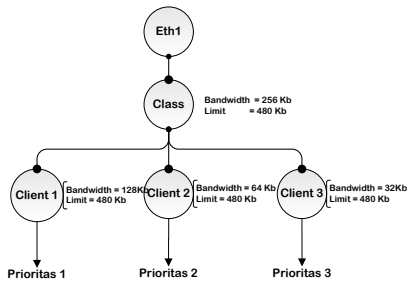 Eth1
Class
Bandwidth = 256 Kb
Limit = 480 Kb
Client 1
Bandwidth = 128Kb
Limit = 480 Kb
Client 2
Bandwidth = 64 Kb
Limit = 480 Kb
Client 3
Bandwidth = 32Kb
Limit = 480 Kb
Prioritas 1
Prioritas 2
Prioritas 3